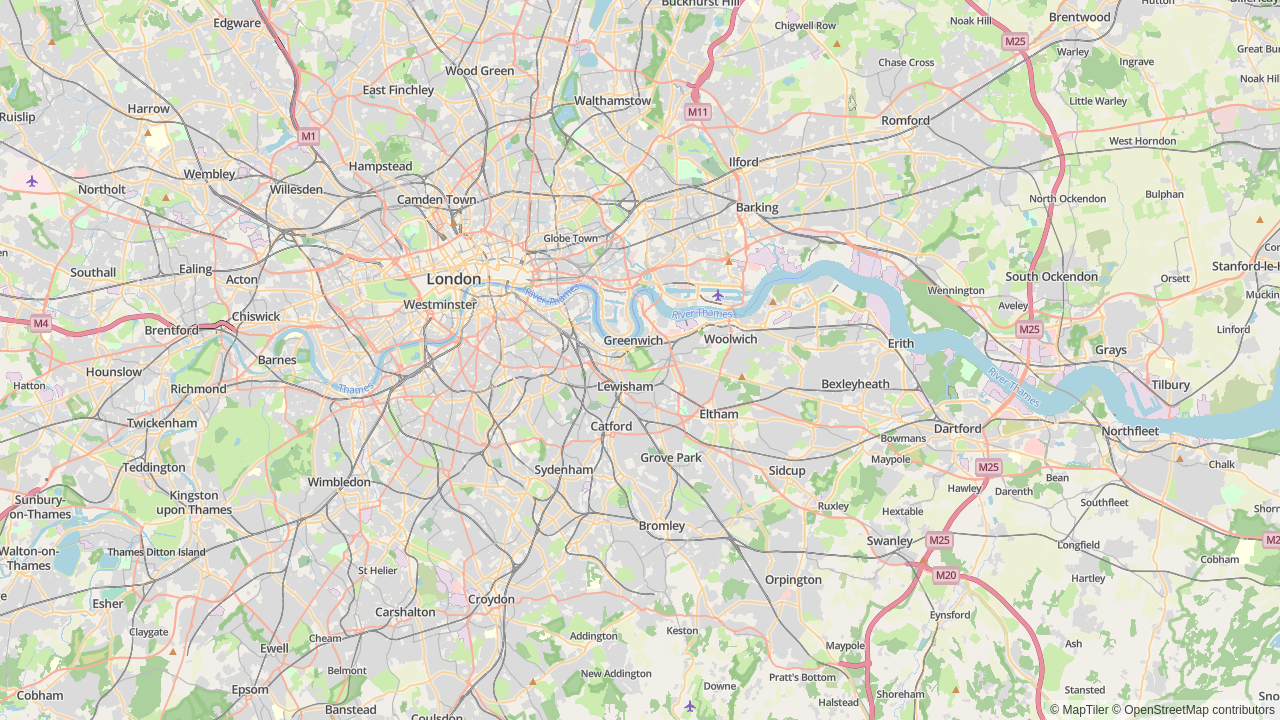 Buckhurst Hill
Hutton
Edgware
Chigwell Row
Noak Hill
Brentwood
M25
Warley
Great Bu
Wood Green
Chase Cross
Ingrave
East Finchley
Noak Hi
Walthamstow
Little Warley
Harrow
M11
Ruislip
Romford
M1
West Horndon
Hampstead
Ilford
Wembley
Northolt
Willesden
Bulphan
Camden Town
North Ockendon
Barking
Globe Town
Southall
Ealing
Acton
London
South Ockendon
Orsett
Stanford-le-H
River Thames
Wennington
Mucking
Westminster
Aveley
River Thames
M4
Brentford
Chiswick
M25
Linford
Greenwich
Woolwich
Erith
Grays
Barnes
Hounslow
Hatton
Richmond
Thames
Lewisham
Bexleyheath
River Thames
Tilbury
Twickenham
Catford
Eltham
Dartford
Northfleet
Bowmans
Teddington
Grove Park
Maypole
Chalk
Wimbledon
Sydenham
Sidcup
M25
Bean
Sunbury-
on-Thames
Kingston
upon Thames
Hawley
Darenth
Southfleet
Ruxley
Hextable
Shorn
Bromley
Swanley
M25
M2
Walton-on-
Thames
Thames Ditton Island
Longfield
Cobham
St Helier
Orpington
M20
Hartley
Esher
Croydon
Carshalton
Eynsford
Claygate
Cheam
Addington
Keston
Ewell
Maypole
Ash
Belmont
New Addington
Pratt's Bottom
Cobham
Epsom
Downe
Shoreham
Stansted
Halstead
Banstead
Coulsdon
© MapTiler © OpenStreetMap contributors